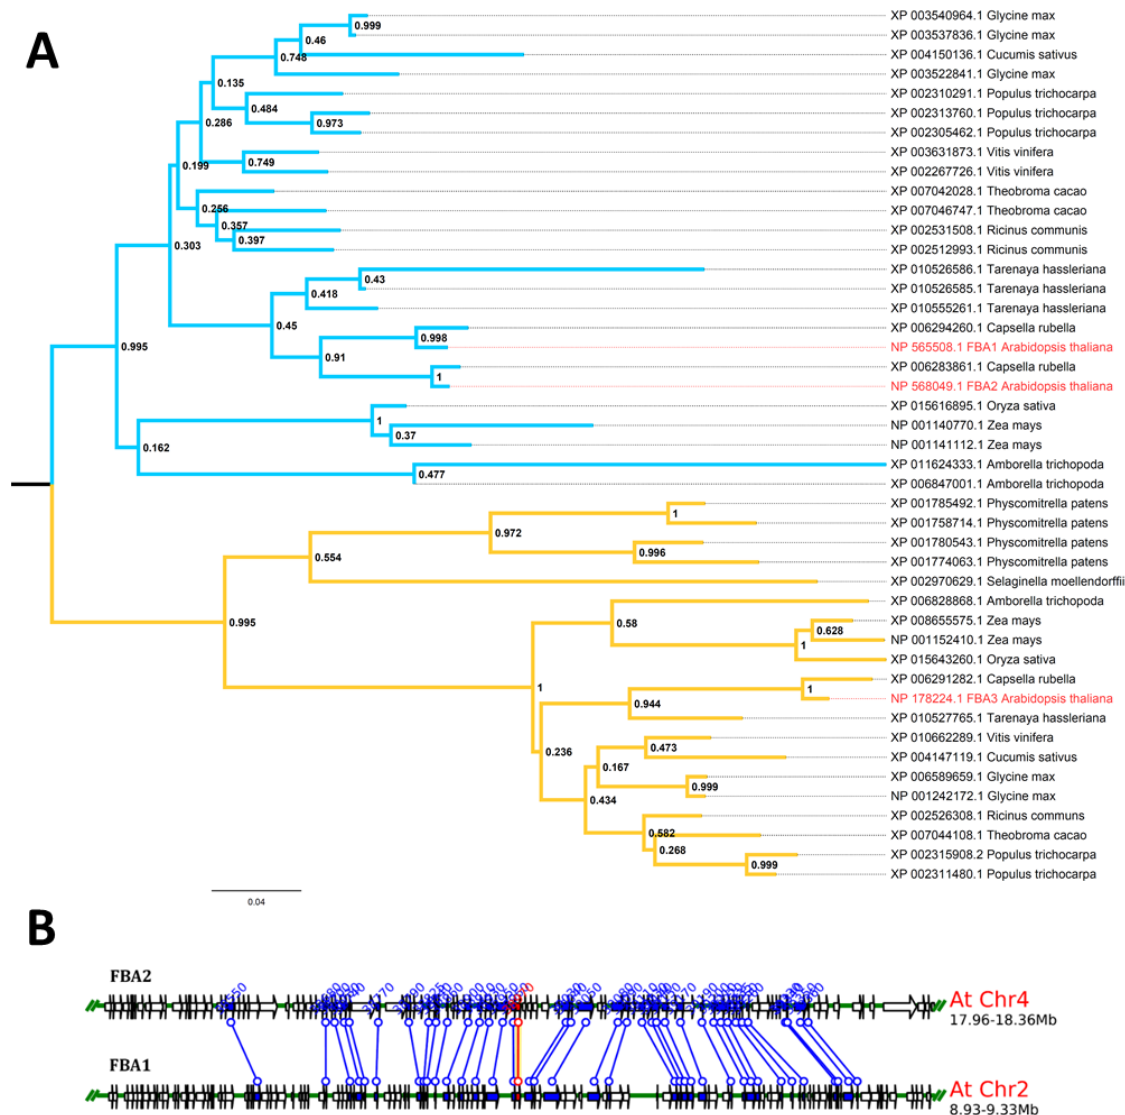 A
XP 003540964.1 Glycine max
0.999
XP 003537836.1 Glycine max
0.46
XP 004150136.1 Cucumis sativus
0.748
XP 003522841.1 Glycine max
0.135
XP 002310291.1 Populus trichocarpa
0.484
XP 002313760.1 Populus trichocarpa
0.973
0.286
XP 002305462.1 Populus trichocarpa
XP 003631873.1 Vitis vinifera
0.749
0.199
XP 002267726.1 Vitis vinifera
XP 007042028.1 Theobroma cacao
0.256
XP 007046747.1 Theobroma cacao
0.357
XP 002531508.1 Ricinus communis
0.397
0.303
XP 002512993.1 Ricinus communis
XP 010526586.1 Tarenaya hassleriana
0.43
XP 010526585.1 Tarenaya hassleriana
0.418
XP 010555261.1 Tarenaya hassleriana
0.45
XP 006294260.1 Capsella rubella
0.998
0.995
NP 565508.1 FBA1 Arabidopsis thaliana
0.91
XP 006283861.1 Capsella rubella
1
NP 568049.1 FBA2 Arabidopsis thaliana
XP 015616895.1 Oryza sativa
1
NP 001140770.1 Zea mays
0.37
NP 001141112.1 Zea mays
0.162
XP 011624333.1 Amborella trichopoda
0.477
XP 006847001.1 Amborella trichopoda
XP 001785492.1 Physcomitrella patens
1
XP 001758714.1 Physcomitrella patens
0.972
XP 001780543.1 Physcomitrella patens
0.996
0.554
XP 001774063.1 Physcomitrella patens
XP 002970629.1 Selaginella moellendorffii
XP 006828868.1 Amborella trichopoda
0.995
0.58
XP 008655575.1 Zea mays
0.628
NP 001152410.1 Zea mays
1
XP 015643260.1 Oryza sativa
XP 006291282.1 Capsella rubella
1
1
NP 178224.1 FBA3 Arabidopsis thaliana
0.944
XP 010527765.1 Tarenaya hassleriana
XP 010662289.1 Vitis vinifera
0.473
0.236
XP 004147119.1 Cucumis sativus
0.167
XP 006589659.1 Glycine max
0.999
NP 001242172.1 Glycine max
0.434
XP 002526308.1 Ricinus communs
0.582
XP 007044108.1 Theobroma cacao
0.268
XP 002315908.2 Populus trichocarpa
0.999
XP 002311480.1 Populus trichocarpa
0.04
B
FBA2
At Chr4
17.96-18.36Mb
FBA1
At Chr2
8.93-9.33Mb